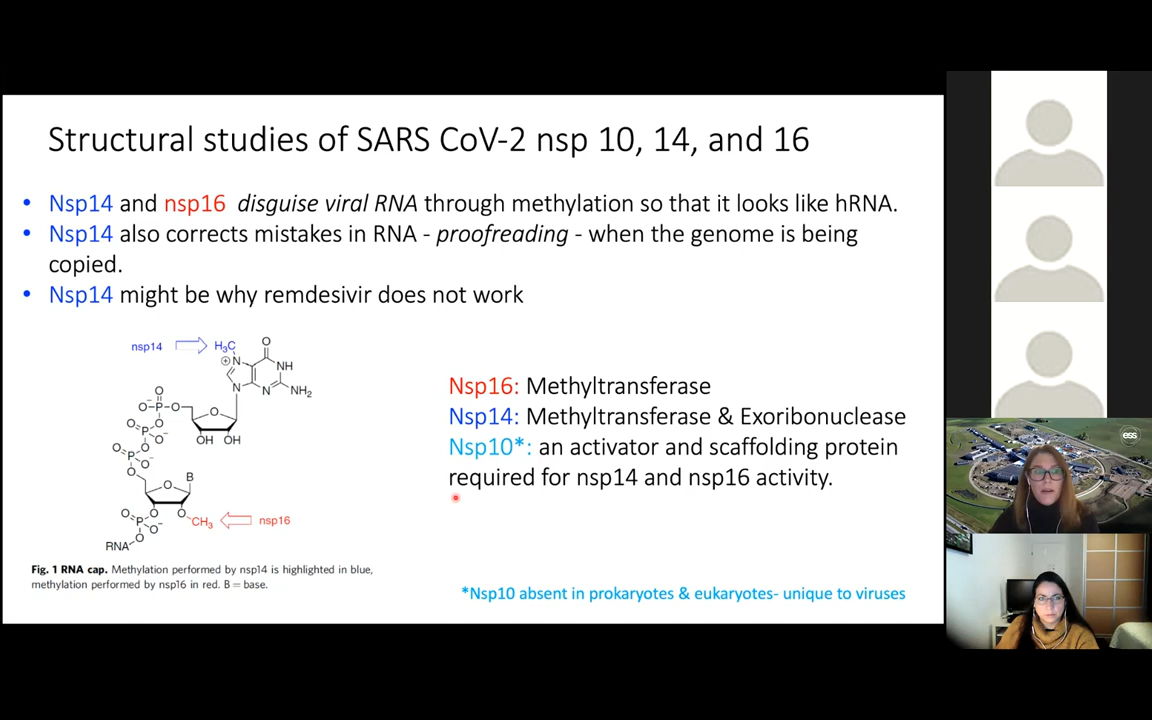 Structural studies of SARS CoV-2 nsp 10, 14, and 16
• Nsp14 and nsp16 disguise viral RNA through methylation so that it looks like hRNA.
• Nsp14 also corrects mistakes in RNA - proofreading - when the genome is being
copied.
• Nsp14 might be why remdesivir does not work
nsp14
H₃C
O
N
NH
N
N
NH₂
O
O
P
O
O
OH OH
O
P
O
O
P
O
O
B
O
O
O
CH₃
nsp16
O
P
O
O
RNA
Fig. 1 RNA cap. Methylation performed by nsp14 is highlighted in blue,
methylation performed by nsp16 in red. B = base.
Nsp16: Methyltransferase
Nsp14: Methyltransferase & Exoribonuclease
Nsp10*: an activator and scaffolding protein
required for nsp14 and nsp16 activity.
*Nsp10 absent in prokaryotes & eukaryotes- unique to viruses
ess